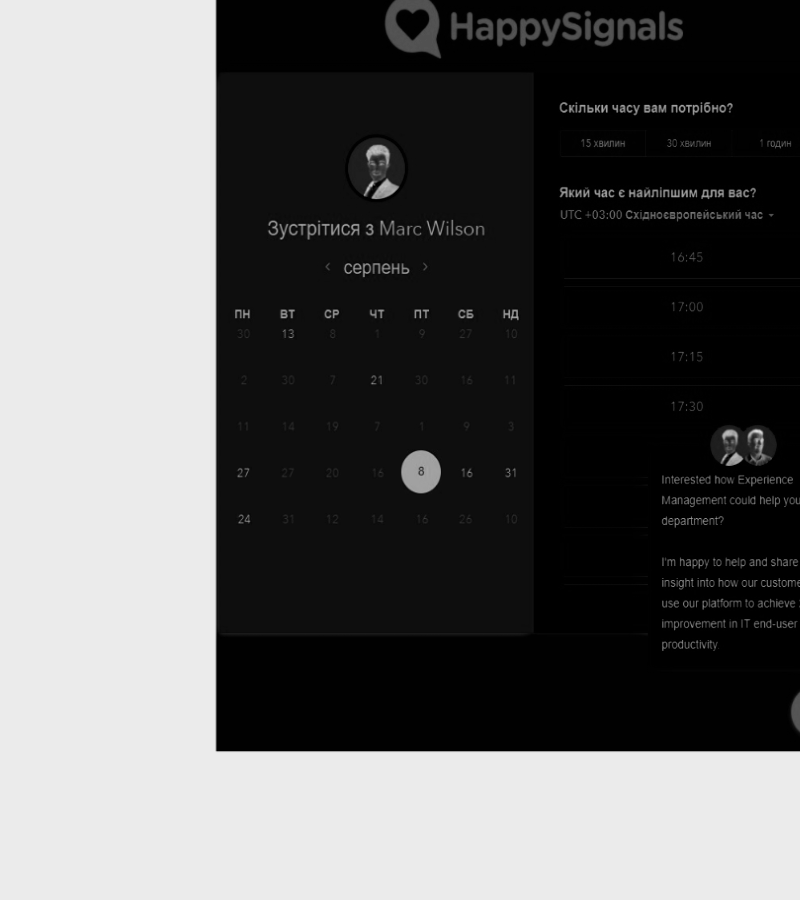 HappySignals
Зустрітися з Marc Wilson
‹ серпень ›
ПН ВТ СР ЧТ ПТ СБ НД
30 13 8 1 9 27 10
2 30 7 21 30 16 11
11 14 19 7 1 9 3
27 27 20 16 8 16 31
24 31 12 14 16 26 10
Скільки часу вам потрібно?
15 хвилин 30 хвилин 1 годин
Який час є найліпшим для вас?
UTC +03:00 Східноєвропейський час
16:45
17:00
17:15
17:30
Interested how Experience
Management could help you
department?
I'm happy to help and share
insight into how our custome
use our platform to achieve
improvement in IT end-user
productivity.